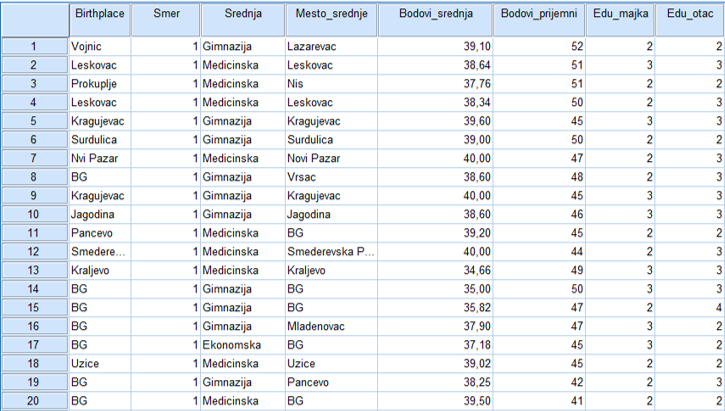 Birthplace Smer Srednja Mesto_srednje Bodovi_srednja Bodovi_prijemni Edu_majka Edu_otac
1 Vojnic 1 Gimnazija Lazarevac 39,10 52 2 2
2 Leskovac 1 Medicinska Leskovac 38,64 51 3 3
3 Prokuplje 1 Medicinska Nis 37,76 51 2 2
4 Leskovac 1 Medicinska Leskovac 38,34 50 2 3
5 Kragujevac 1 Gimnazija Kragujevac 39,60 45 3 3
6 Surdulica 1 Gimnazija Surdulica 39,00 50 2 2
7 Nvi Pazar 1 Medicinska Novi Pazar 40,00 47 2 3
8 BG 1 Gimnazija Vrsac 38,60 48 2 3
9 Kragujevac 1 Gimnazija Kragujevac 40,00 45 3 3
10 Jagodina 1 Gimnazija Jagodina 38,60 46 3 3
11 Pancevo 1 Medicinska BG 39,20 45 2 2
12 Smedere... 1 Medicinska Smederevska P... 40,00 44 2 3
13 Kraljevo 1 Medicinska Kraljevo 34,66 49 3 3
14 BG 1 Gimnazija BG 35,00 50 3 3
15 BG 1 Gimnazija BG 35,82 47 2 4
16 BG 1 Gimnazija Mladenovac 37,90 47 3 2
17 BG 1 Ekonomska BG 37,18 45 3 2
18 Uzice 1 Medicinska Uzice 39,02 45 2 2
19 BG 1 Gimnazija Pancevo 38,25 42 2 3
20 BG 1 Medicinska BG 39,50 41 2 2